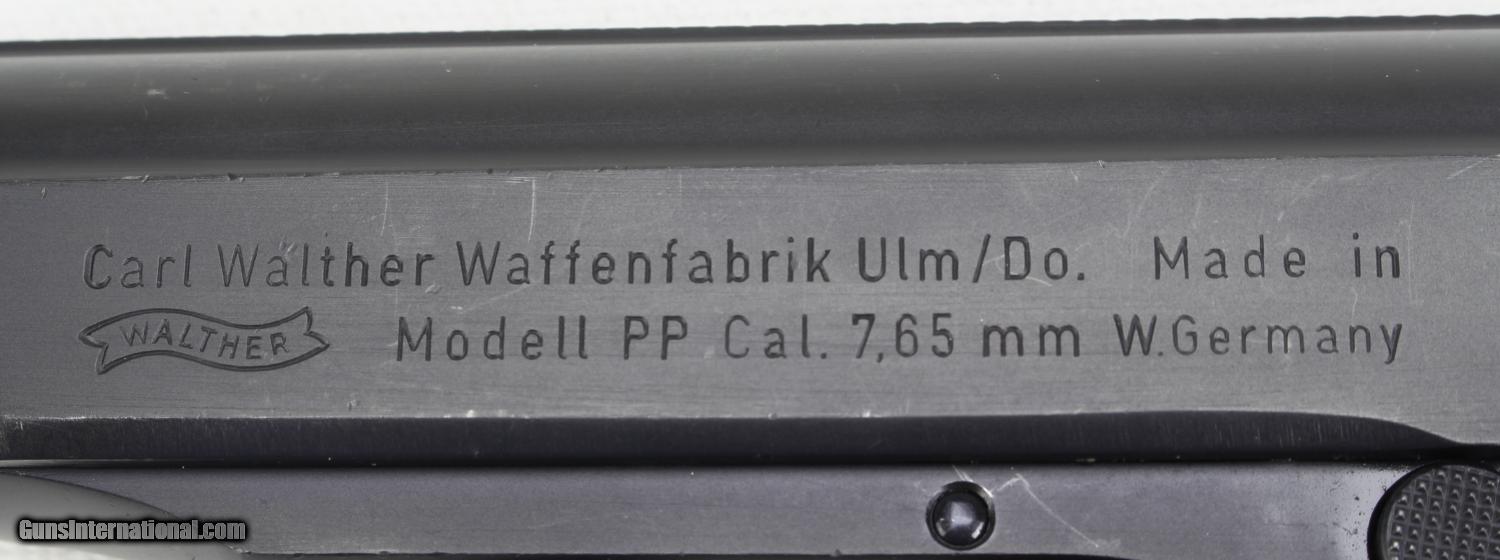 Carl Walther Waffenfabrik Ulm/Do. Made in
WALTHER Modell PP Cal. 7,65 mm W.Germany
GunsInternational.com